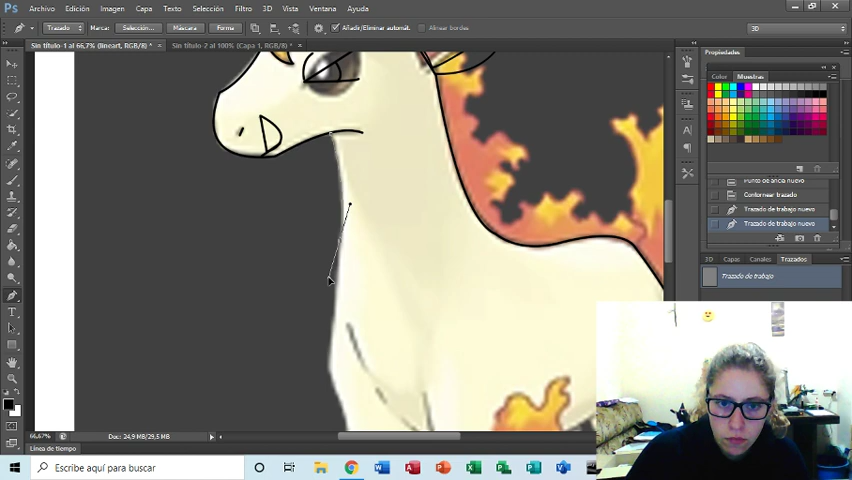 Ps Archivo Edición Imagen Capa Texto Selección Filtro 3D Vista Ventana Ayuda
Trazado Marca: Selección... Máscara Forma Añadir/Eliminar automát. Alinear bordes 3D
Sin título-1 al 66,7% (lineart, RGB/8) * Sin título-2 al 100% (Capa 1, RGB/8) *
Propiedades
Color Muestras
Punto de ancla nuevo
Contornear trazado
Trazado de trabajo nuevo
Trazado de trabajo nuevo
3D Capas Canales Trazados
Trazado de trabajo
66,67% Doc: 24,9 MB/29,5 MB
Línea de tiempo
Escribe aquí para buscar